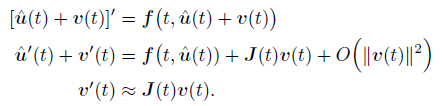 [û(t) + v(t)]′ = f(t, û(t) + v(t))
û′(t) + v′(t) = f(t, û(t)) + J(t)v(t) + O(‖v(t)‖²)
v′(t) ≈ J(t)v(t).